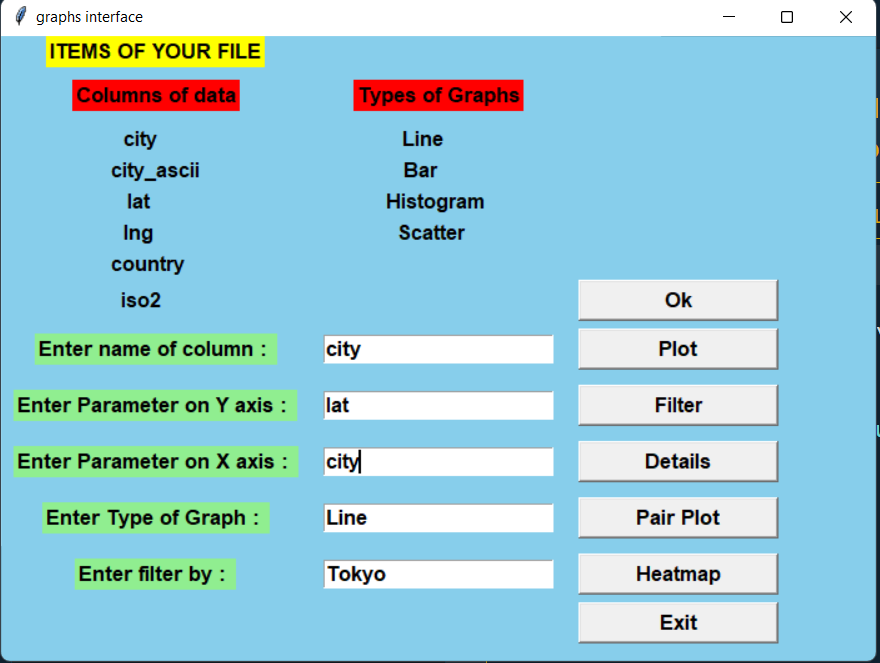 graphs interface
ITEMS OF YOUR FILE
Columns of data Types of Graphs
city Line
city_ascii Bar
lat Histogram
lng Scatter
country
iso2 Ok
Enter name of column : city Plot
Enter Parameter on Y axis : lat Filter
Enter Parameter on X axis : city Details
Enter Type of Graph : Line Pair Plot
Enter filter by : Tokyo Heatmap
Exit